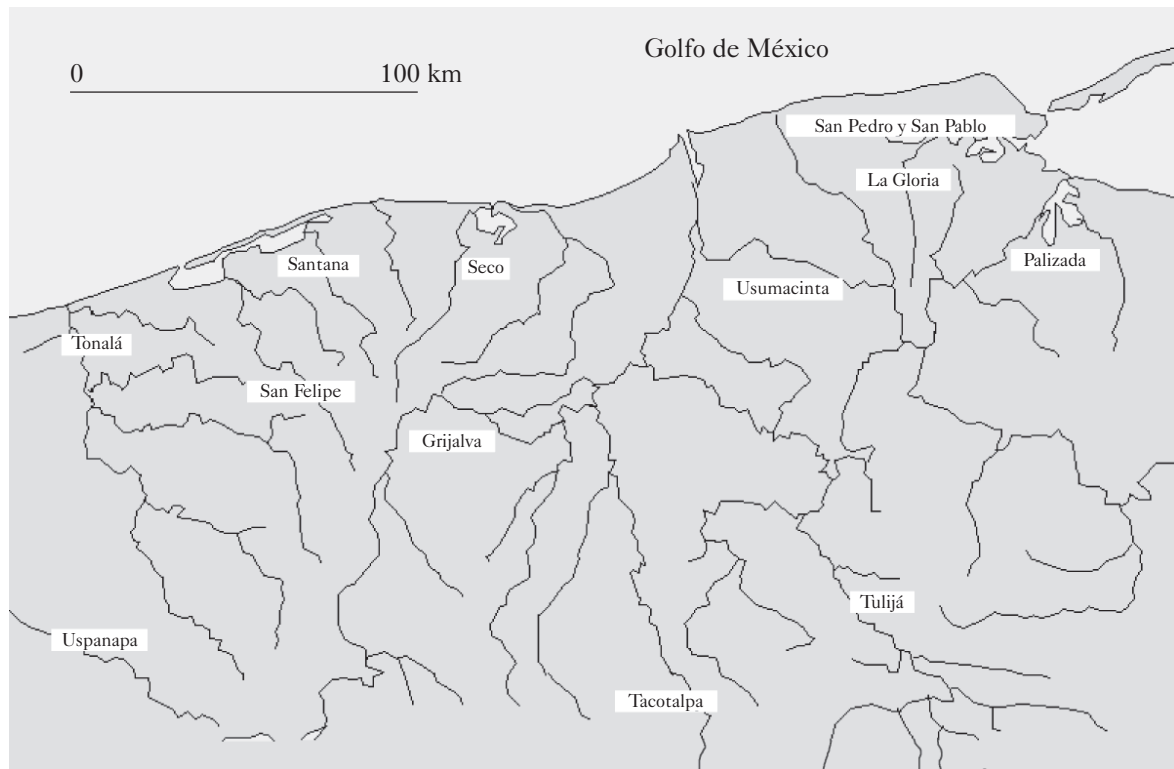 Golfo de México
0 100 km
San Pedro y San Pablo
La Gloria
Santana
Seco
Palizada
Usumacinta
Tonalá
San Felipe
Grijalva
Tulijá
Uspanapa
Tacotalpa